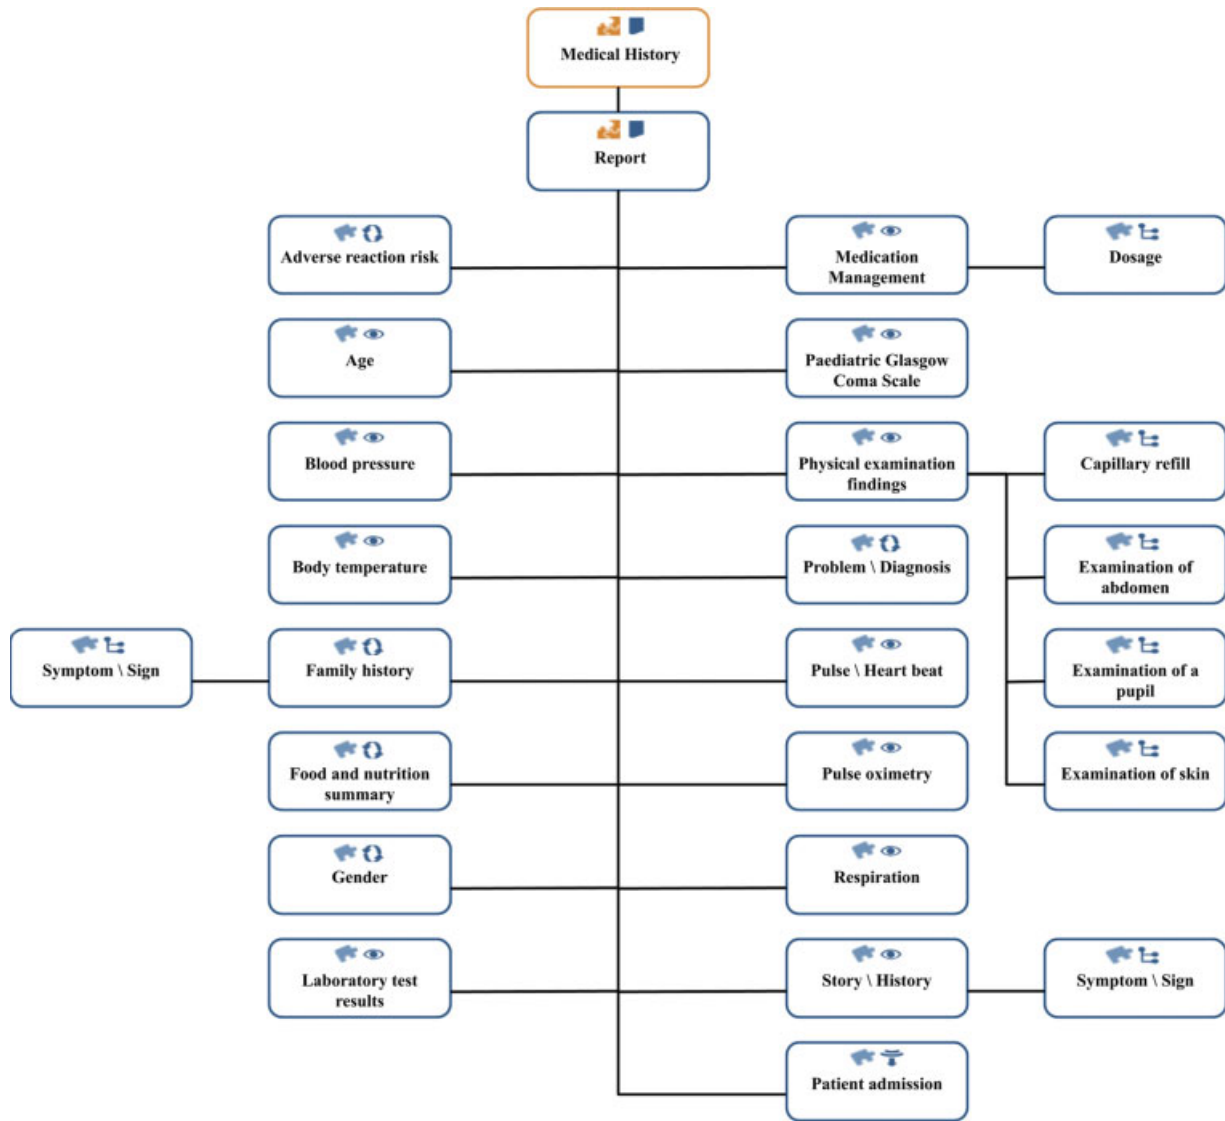 Medical History
Report
Adverse reaction risk
Medication
Management
Dosage
Age
Paediatric Glasgow
Coma Scale
Blood pressure
Physical examination
findings
Capillary refill
Body temperature
Problem \ Diagnosis
Examination of
abdomen
Symptom \ Sign
Family history
Pulse \ Heart beat
Examination of a
pupil
Food and nutrition
summary
Pulse oximetry
Examination of skin
Gender
Respiration
Laboratory test
results
Story \ History
Symptom \ Sign
Patient admission